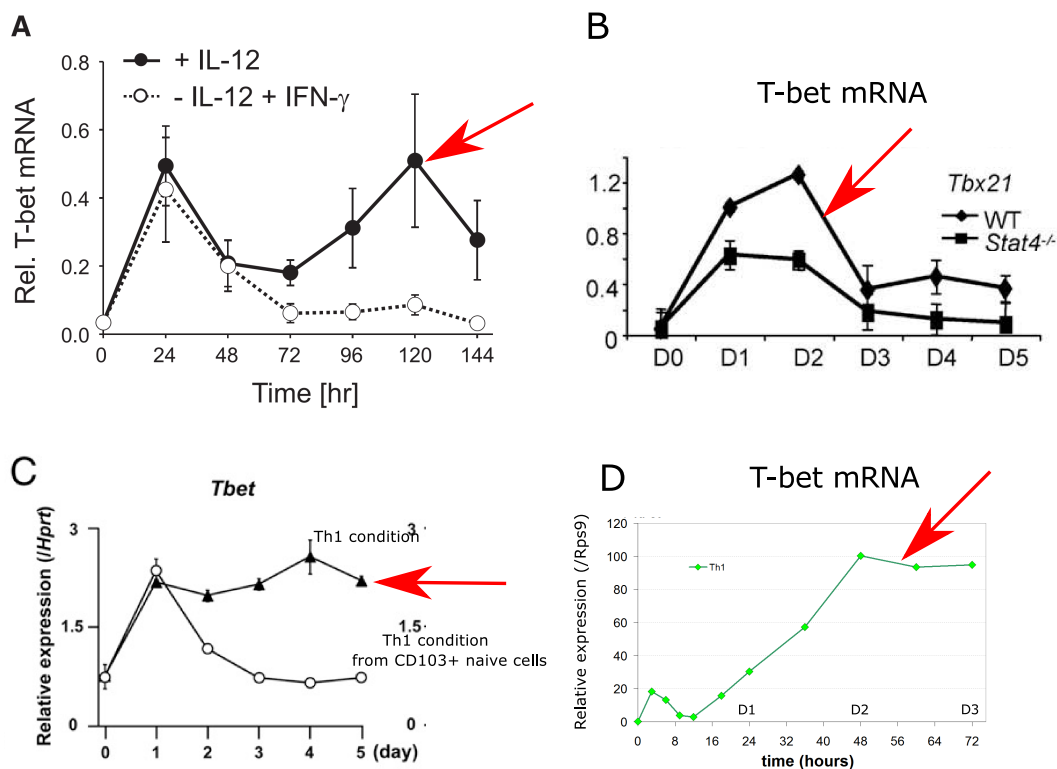 A
Rel. T-bet mRNA
0.8
0.6
0.4
0.2
0.0
+ IL-12
- IL-12 + IFN-γ
0 24 48 72 96 120 144
Time [hr]
B
T-bet mRNA
1.2
0.8
0.4
0
Tbx21
WT
Stat4-/-
D0 D1 D2 D3 D4 D5
C
Tbet
Relative expression (/Hprt)
3
1.5
0
Th1 condition
Th1 condition
from CD103+ naive cells
3
1.5
0
0 1 2 3 4 5 (day)
D
T-bet mRNA
Relative expression (/Rps9)
120
100
80
60
40
20
0
Th1
D1 D2 D3
0 8 16 24 32 40 48 56 64 72
time (hours)